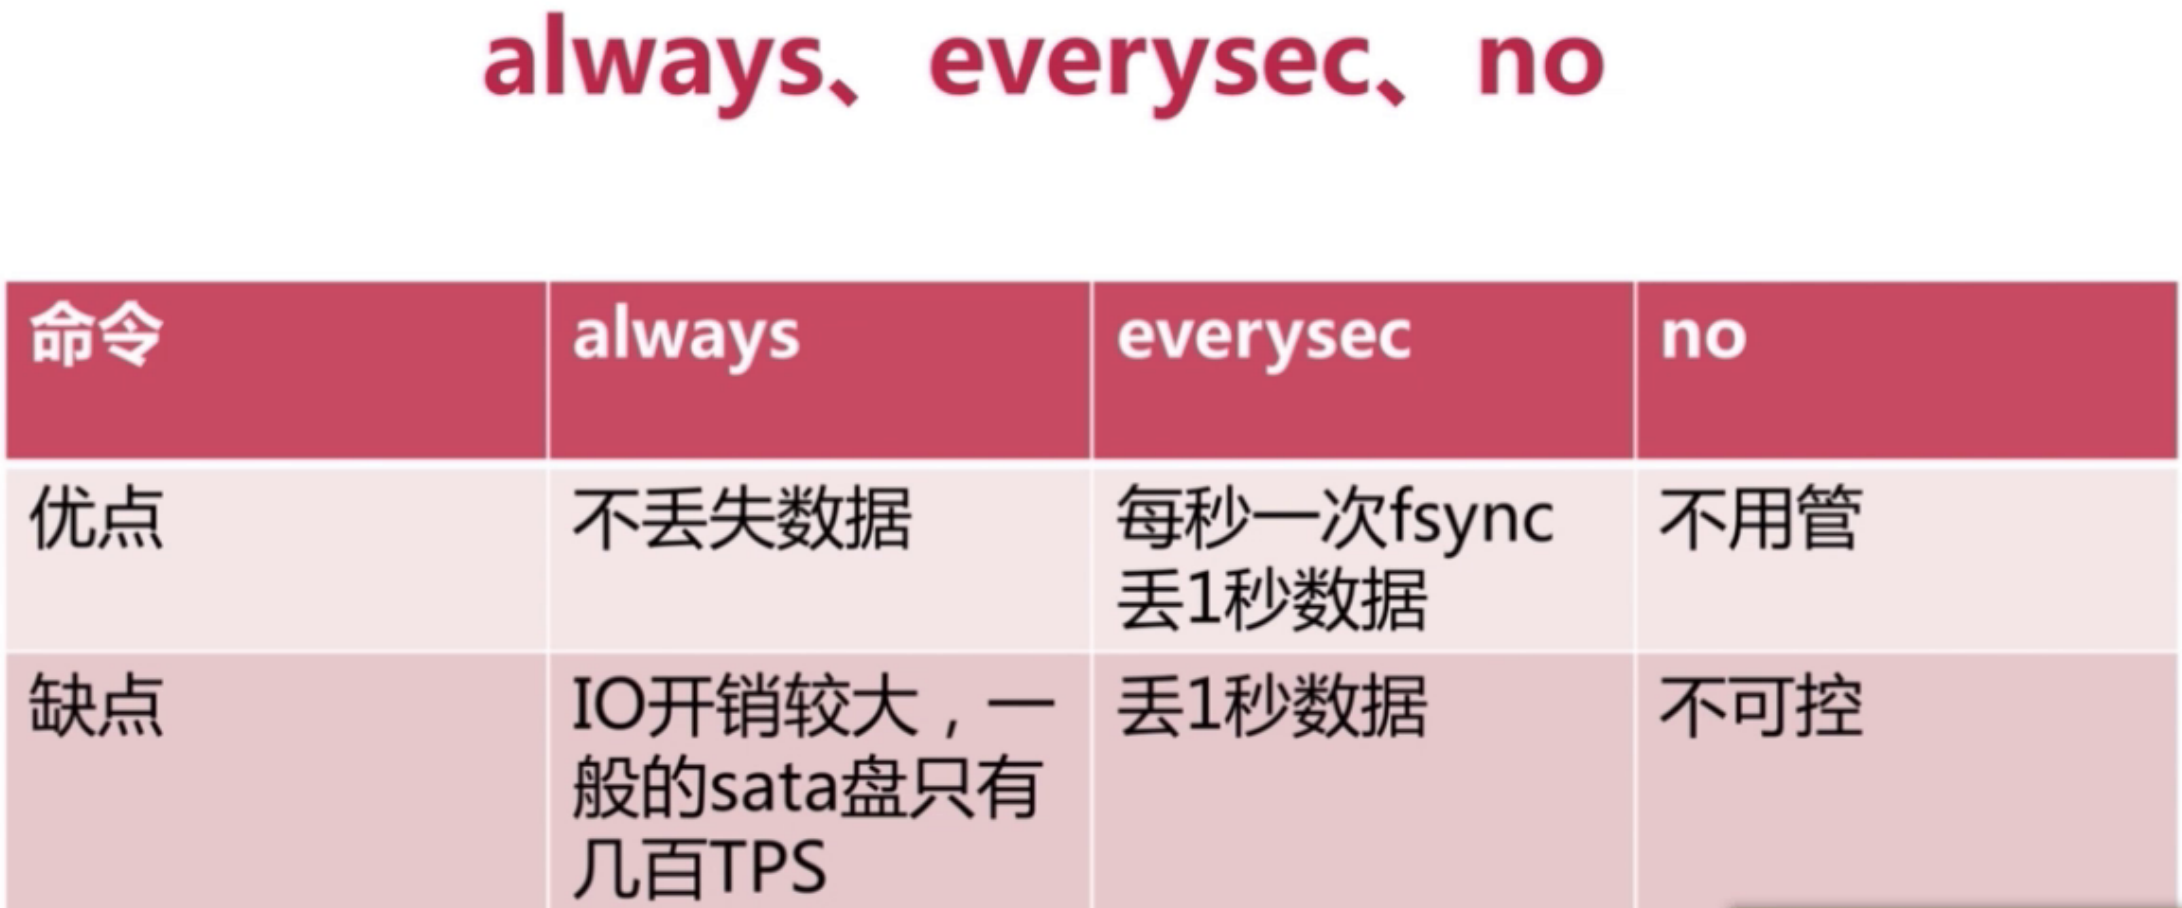 always、everysec、no
命令
always
everysec
no
优点
不丢失数据
每秒一次fsync
丢1秒数据
不用管
缺点
IO开销较大，一
般的sata盘只有
几百TPS
丢1秒数据
不可控